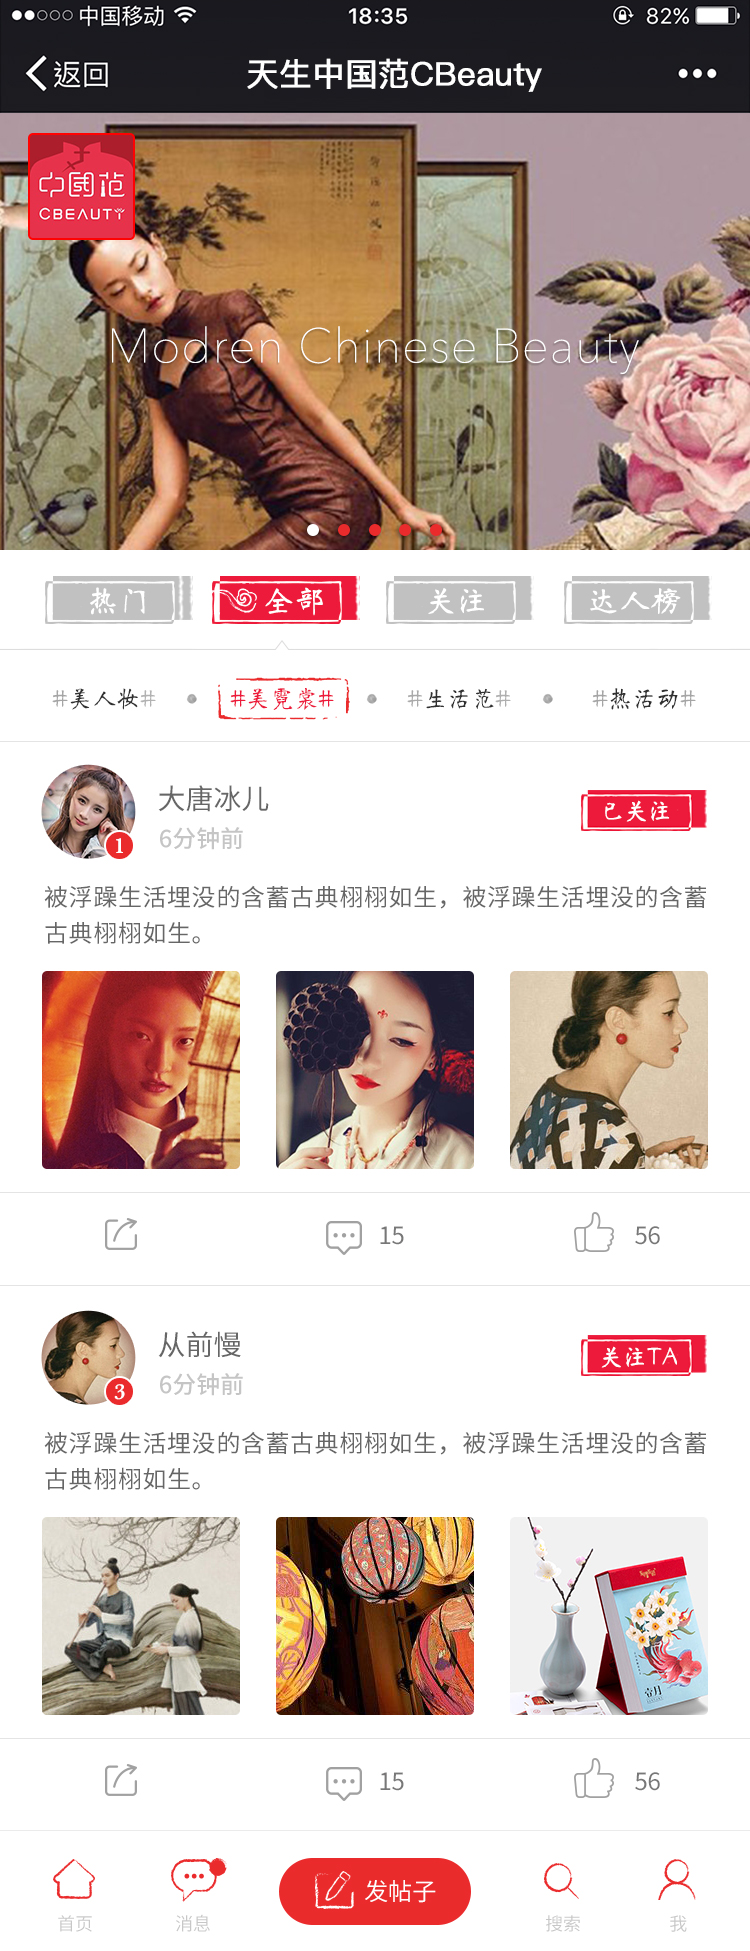 中国移动
18:35
82%
返回
天生中国范CBeauty
中國范
CBEAUTY
Modren Chinese Beauty
热门
全部
关注
达人榜
#美人妆#
#美霓裳#
#生活范#
#热活动#
大唐冰儿
1
6分钟前
已关注
被浮躁生活埋没的含蓄古典栩栩如生，被浮躁生活埋没的含蓄
古典栩栩如生。
15
56
从前慢
3
6分钟前
关注TA
被浮躁生活埋没的含蓄古典栩栩如生，被浮躁生活埋没的含蓄
古典栩栩如生。
壹月
15
56
首页
消息
发帖子
搜索
我